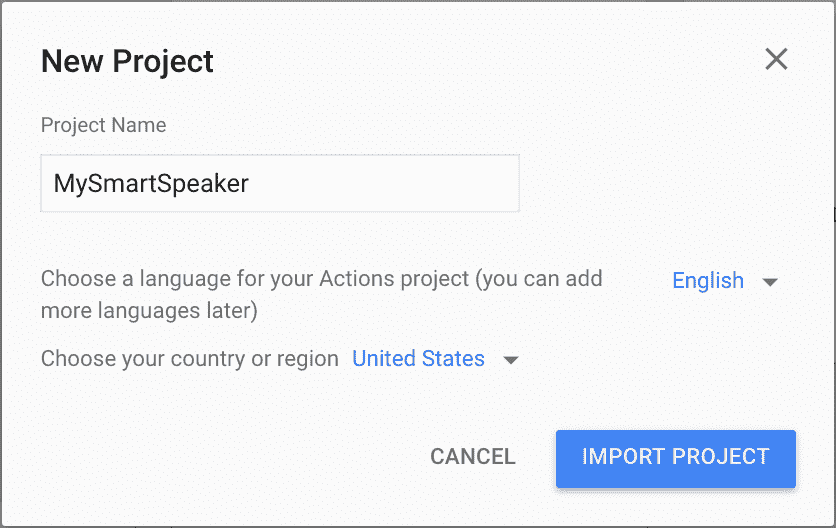 New Project
Project Name
MySmartSpeaker
Choose a language for your Actions project (you can add
more languages later)
English
Choose your country or region United States
CANCEL IMPORT PROJECT